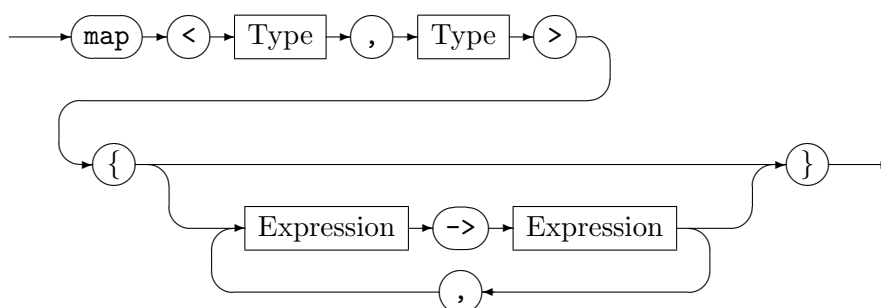 map < Type , Type >
{ }
Expression -> Expression
,